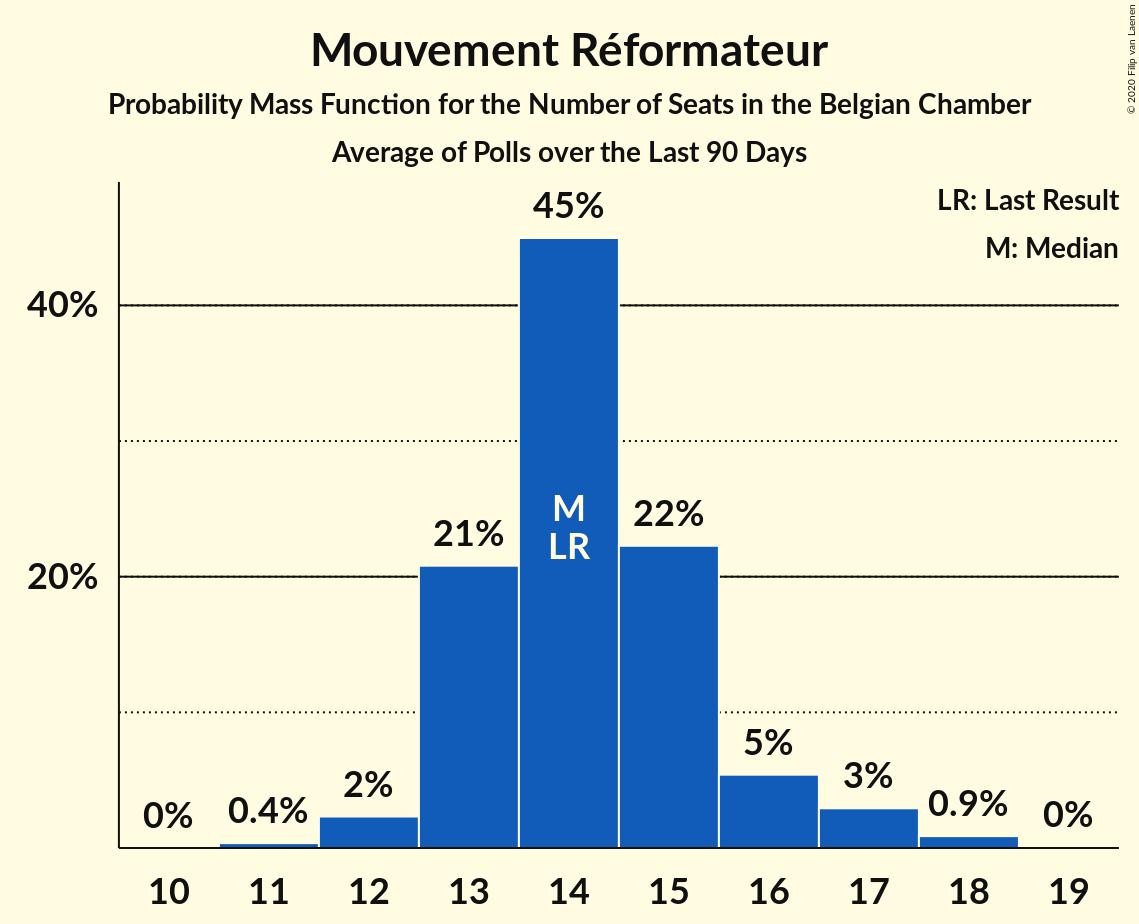 Mouvement Réformateur
Probability Mass Function for the Number of Seats in the Belgian Chamber
Average of Polls over the Last 90 Days
© 2020 Filip van Laenen
LR: Last Result
M: Median
40%
20%
0%
0.4%
2%
21%
45%
M
LR
22%
5%
3%
0.9%
0%
10 11 12 13 14 15 16 17 18 19